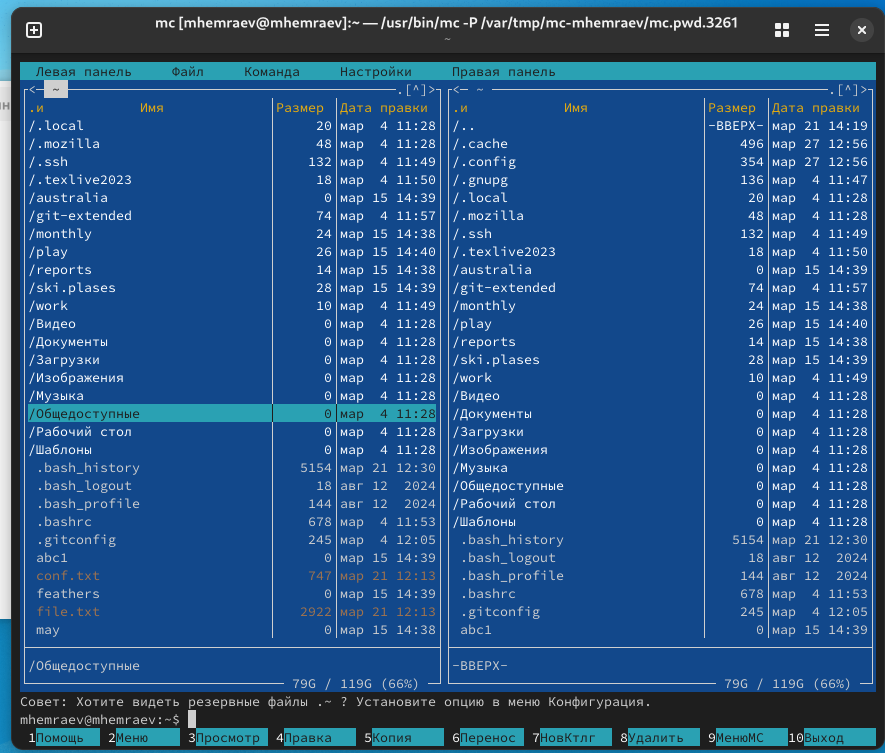 mc [mhemraev@mhemraev]:~ — /usr/bin/mc -P /var/tmp/mc-mhemraev/mc.pwd.3261
~
Левая панель Файл Команда Настройки Правая панель
<— ~ .[^]> <— ~ .[^]>
.и Имя Размер Дата правки .и Имя Размер Дата правки
/.local 20 мар 4 11:28 /.. -ВВЕРХ- мар 21 14:19
/.mozilla 48 мар 4 11:28 /.cache 496 мар 27 12:56
/.ssh 132 мар 4 11:49 /.config 354 мар 27 12:56
/.texlive2023 18 мар 4 11:50 /.gnupg 136 мар 4 11:47
/australia 0 мар 15 14:39 /.local 20 мар 4 11:28
/git-extended 74 мар 4 11:57 /.mozilla 48 мар 4 11:28
/monthly 24 мар 15 14:38 /.ssh 132 мар 4 11:49
/play 26 мар 15 14:40 /.texlive2023 18 мар 4 11:50
/reports 14 мар 15 14:38 /australia 0 мар 15 14:39
/ski.plases 28 мар 15 14:39 /git-extended 74 мар 4 11:57
/work 10 мар 4 11:49 /monthly 24 мар 15 14:38
/Видео 0 мар 4 11:28 /play 26 мар 15 14:40
/Документы 0 мар 4 11:28 /reports 14 мар 15 14:38
/Загрузки 0 мар 4 11:28 /ski.plases 28 мар 15 14:39
/Изображения 0 мар 4 11:28 /work 10 мар 4 11:49
/Музыка 0 мар 4 11:28 /Видео 0 мар 4 11:28
/Общедоступные 0 мар 4 11:28 /Документы 0 мар 4 11:28
/Рабочий стол 0 мар 4 11:28 /Загрузки 0 мар 4 11:28
/Шаблоны 0 мар 4 11:28 /Изображения 0 мар 4 11:28
.bash_history 5154 мар 21 12:30 /Музыка 0 мар 4 11:28
.bash_logout 18 авг 12 2024 /Общедоступные 0 мар 4 11:28
.bash_profile 144 авг 12 2024 /Рабочий стол 0 мар 4 11:28
.bashrc 678 мар 4 11:53 /Шаблоны 0 мар 4 11:28
.gitconfig 245 мар 4 12:05 .bash_history 5154 мар 21 12:30
abc1 0 мар 15 14:39 .bash_logout 18 авг 12 2024
conf.txt 747 мар 21 12:13 .bash_profile 144 авг 12 2024
feathers 0 мар 15 14:39 .bashrc 678 мар 4 11:53
file.txt 2922 мар 21 12:13 .gitconfig 245 мар 4 12:05
may 0 мар 15 14:38 abc1 0 мар 15 14:39
/Общедоступные -ВВЕРХ-
79G / 119G (66%) 79G / 119G (66%)
Совет: Хотите видеть резервные файлы .~ ? Установите опцию в меню Конфигурация.
mhemraev@mhemraev:~$
1Помощь 2Меню 3Просмотр 4Правка 5Копия 6Перенос 7НовКтлг 8Удалить 9МенюMC 10Выход